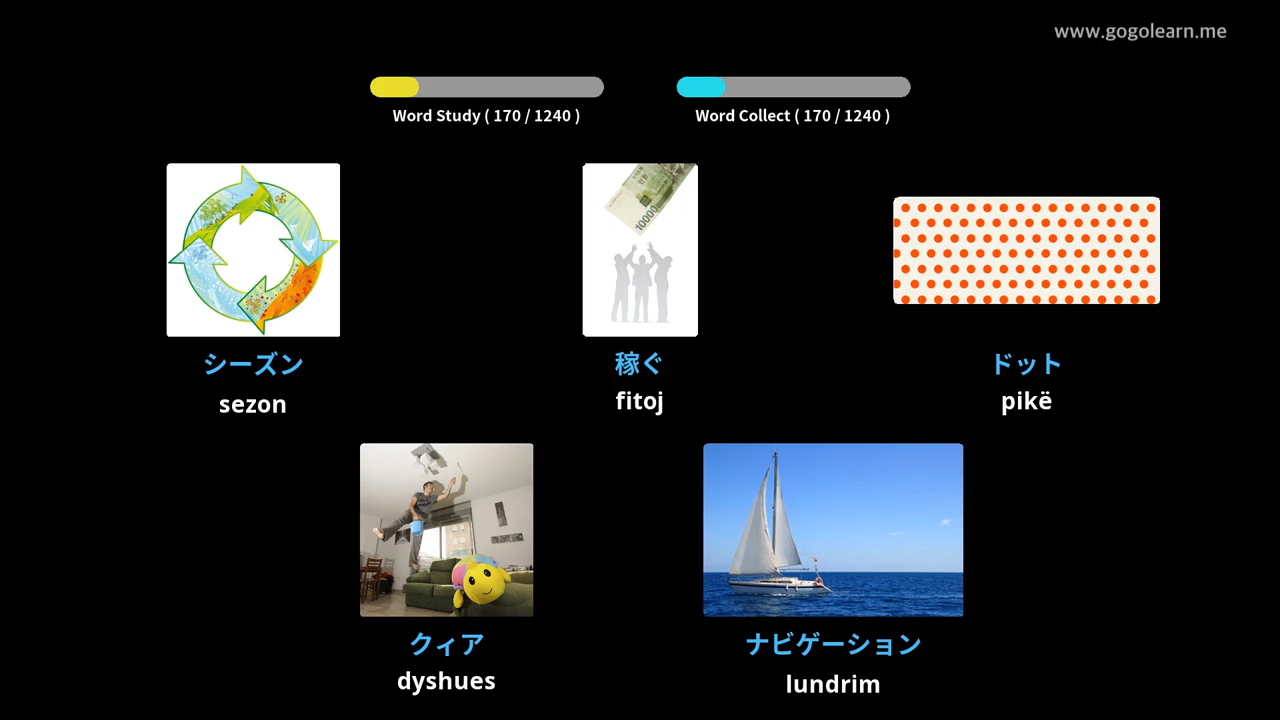 www.gogolearn.me
Word Study ( 170 / 1240 )
Word Collect ( 170 / 1240 )
10000
シーズン
稼ぐ
ドット
sezon
fitoj
pikë
クィア
ナビゲーション
dyshues
lundrim